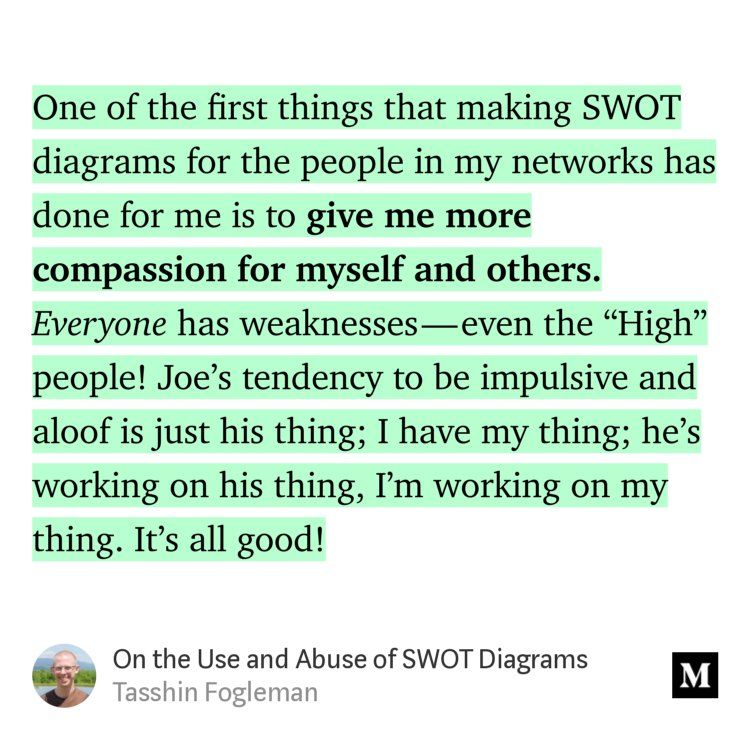 One of the first things that making SWOT
diagrams for the people in my networks has
done for me is to give me more
compassion for myself and others.
Everyone has weaknesses — even the “High”
people! Joe’s tendency to be impulsive and
aloof is just his thing; I have my thing; he’s
working on his thing, I’m working on my
thing. It’s all good!
On the Use and Abuse of SWOT Diagrams
Tasshin Fogleman
M